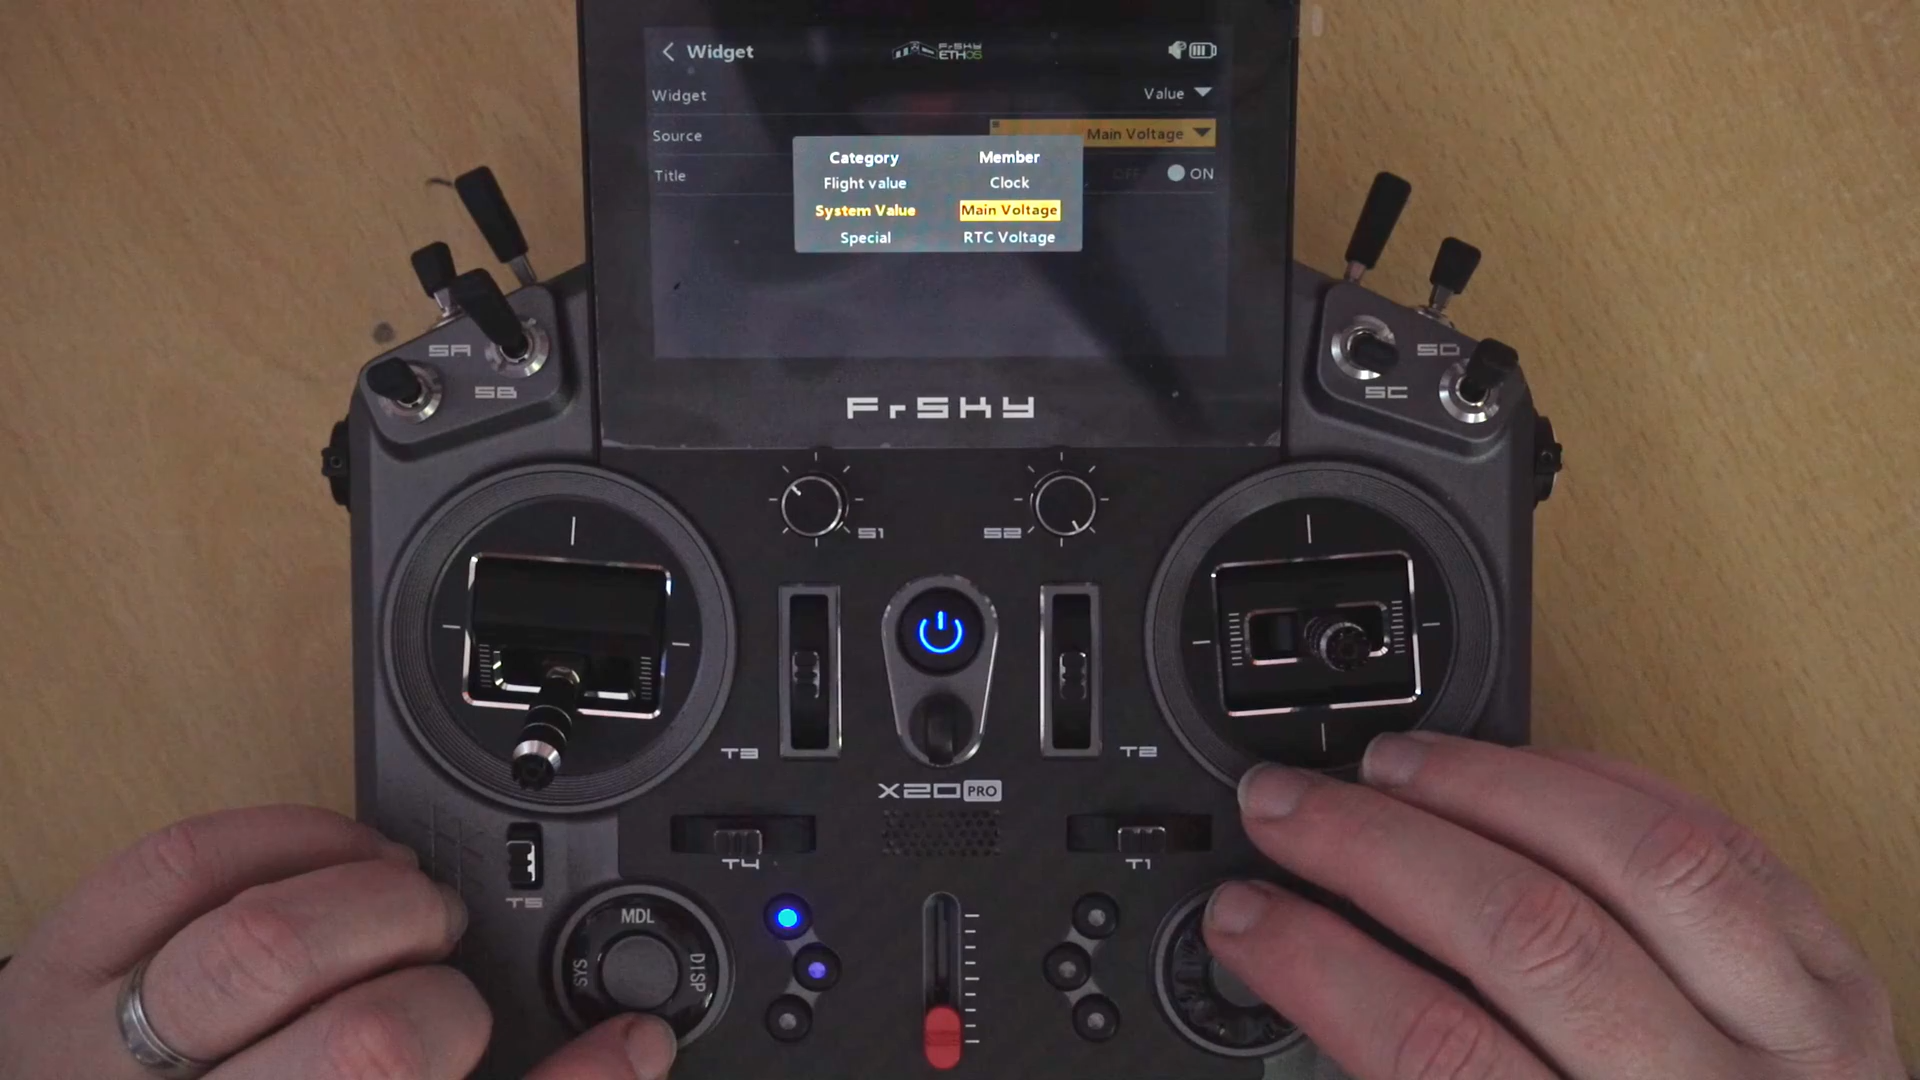 Widget
FrSKY
ETHOS
Widget Value
Source Main Voltage
Title OFF ON
Category Member
Flight value Clock
System Value Main Voltage
Special RTC Voltage
SA
SB
SD
SC
FrSKY
S1
S2
T3
T2
X20 PRO
T4
T1
T5
MDL
SYS
DISP